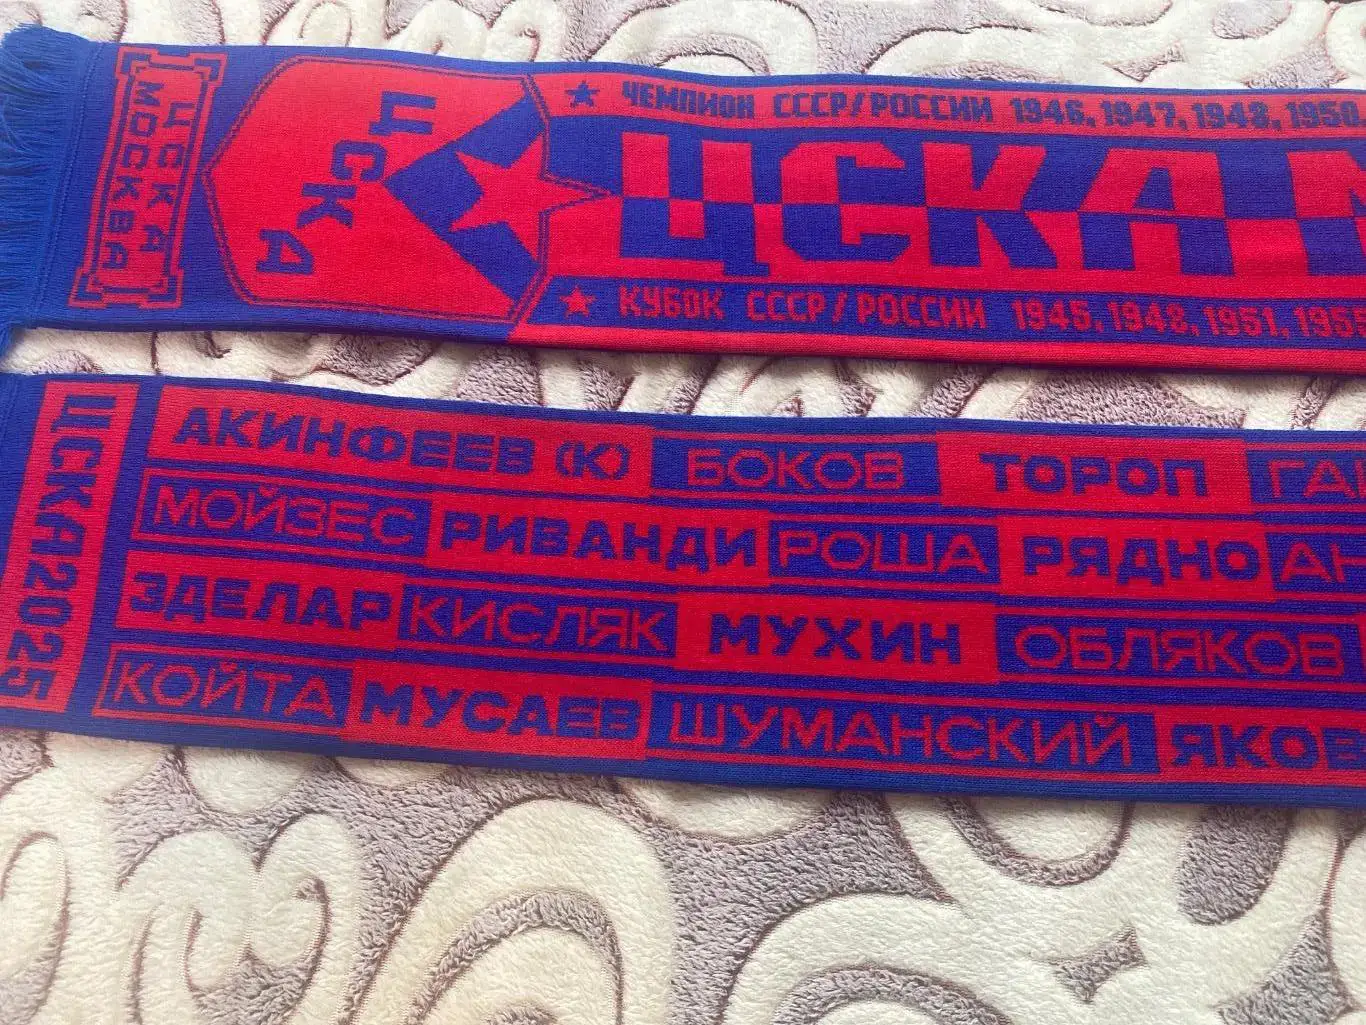 ЦСКА
МОСКВА
ЦСКА
ЧЕМПИОН СССР/РОССИИ 1946, 1947, 1948, 1950,
ЦСКА
КУБОК СССР/РОССИИ 1945, 1948, 1951, 1955
ЦСКА2025
АКИНФЕЕВ (К) БОКОВ ТОРОП
МОЙЗЕС РИВАНДИ РОША РЯДНО
ЗДЕЛАР КИСЛЯК МУХИН ОБЛЯКОВ
КОЙТА МУСАЕВ ШУМАНСКИЙ